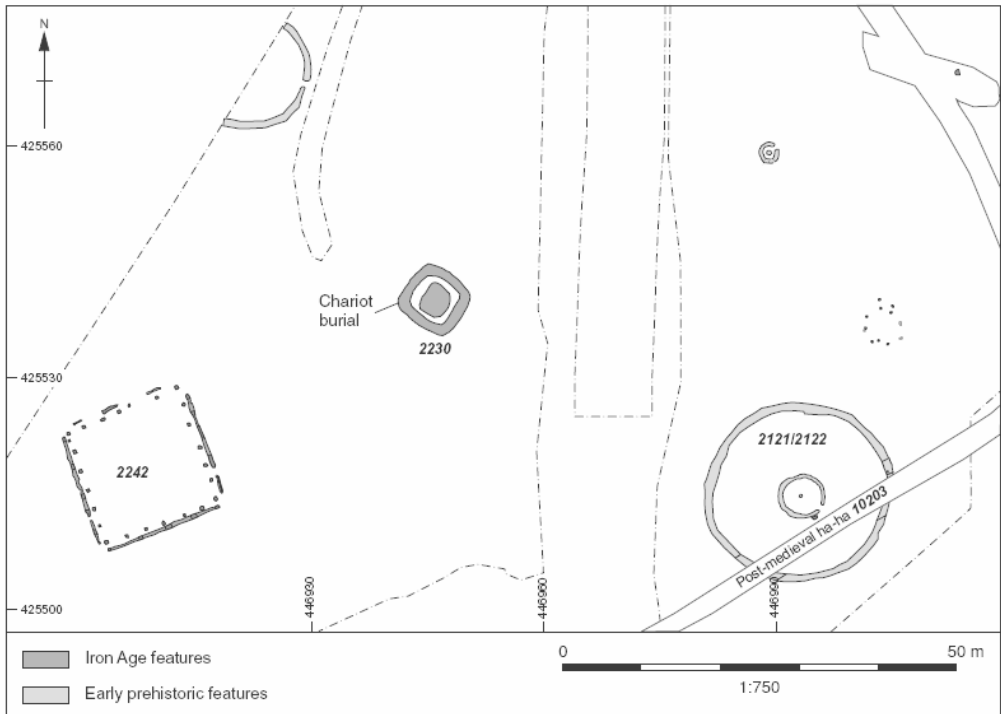 N
425560
Chariot
burial
2230
425530
2121/2122
2242
Post-medieval ha-ha 10203
446930
446960
446990
425500
Iron Age features
0
50 m
Early prehistoric features
1:750